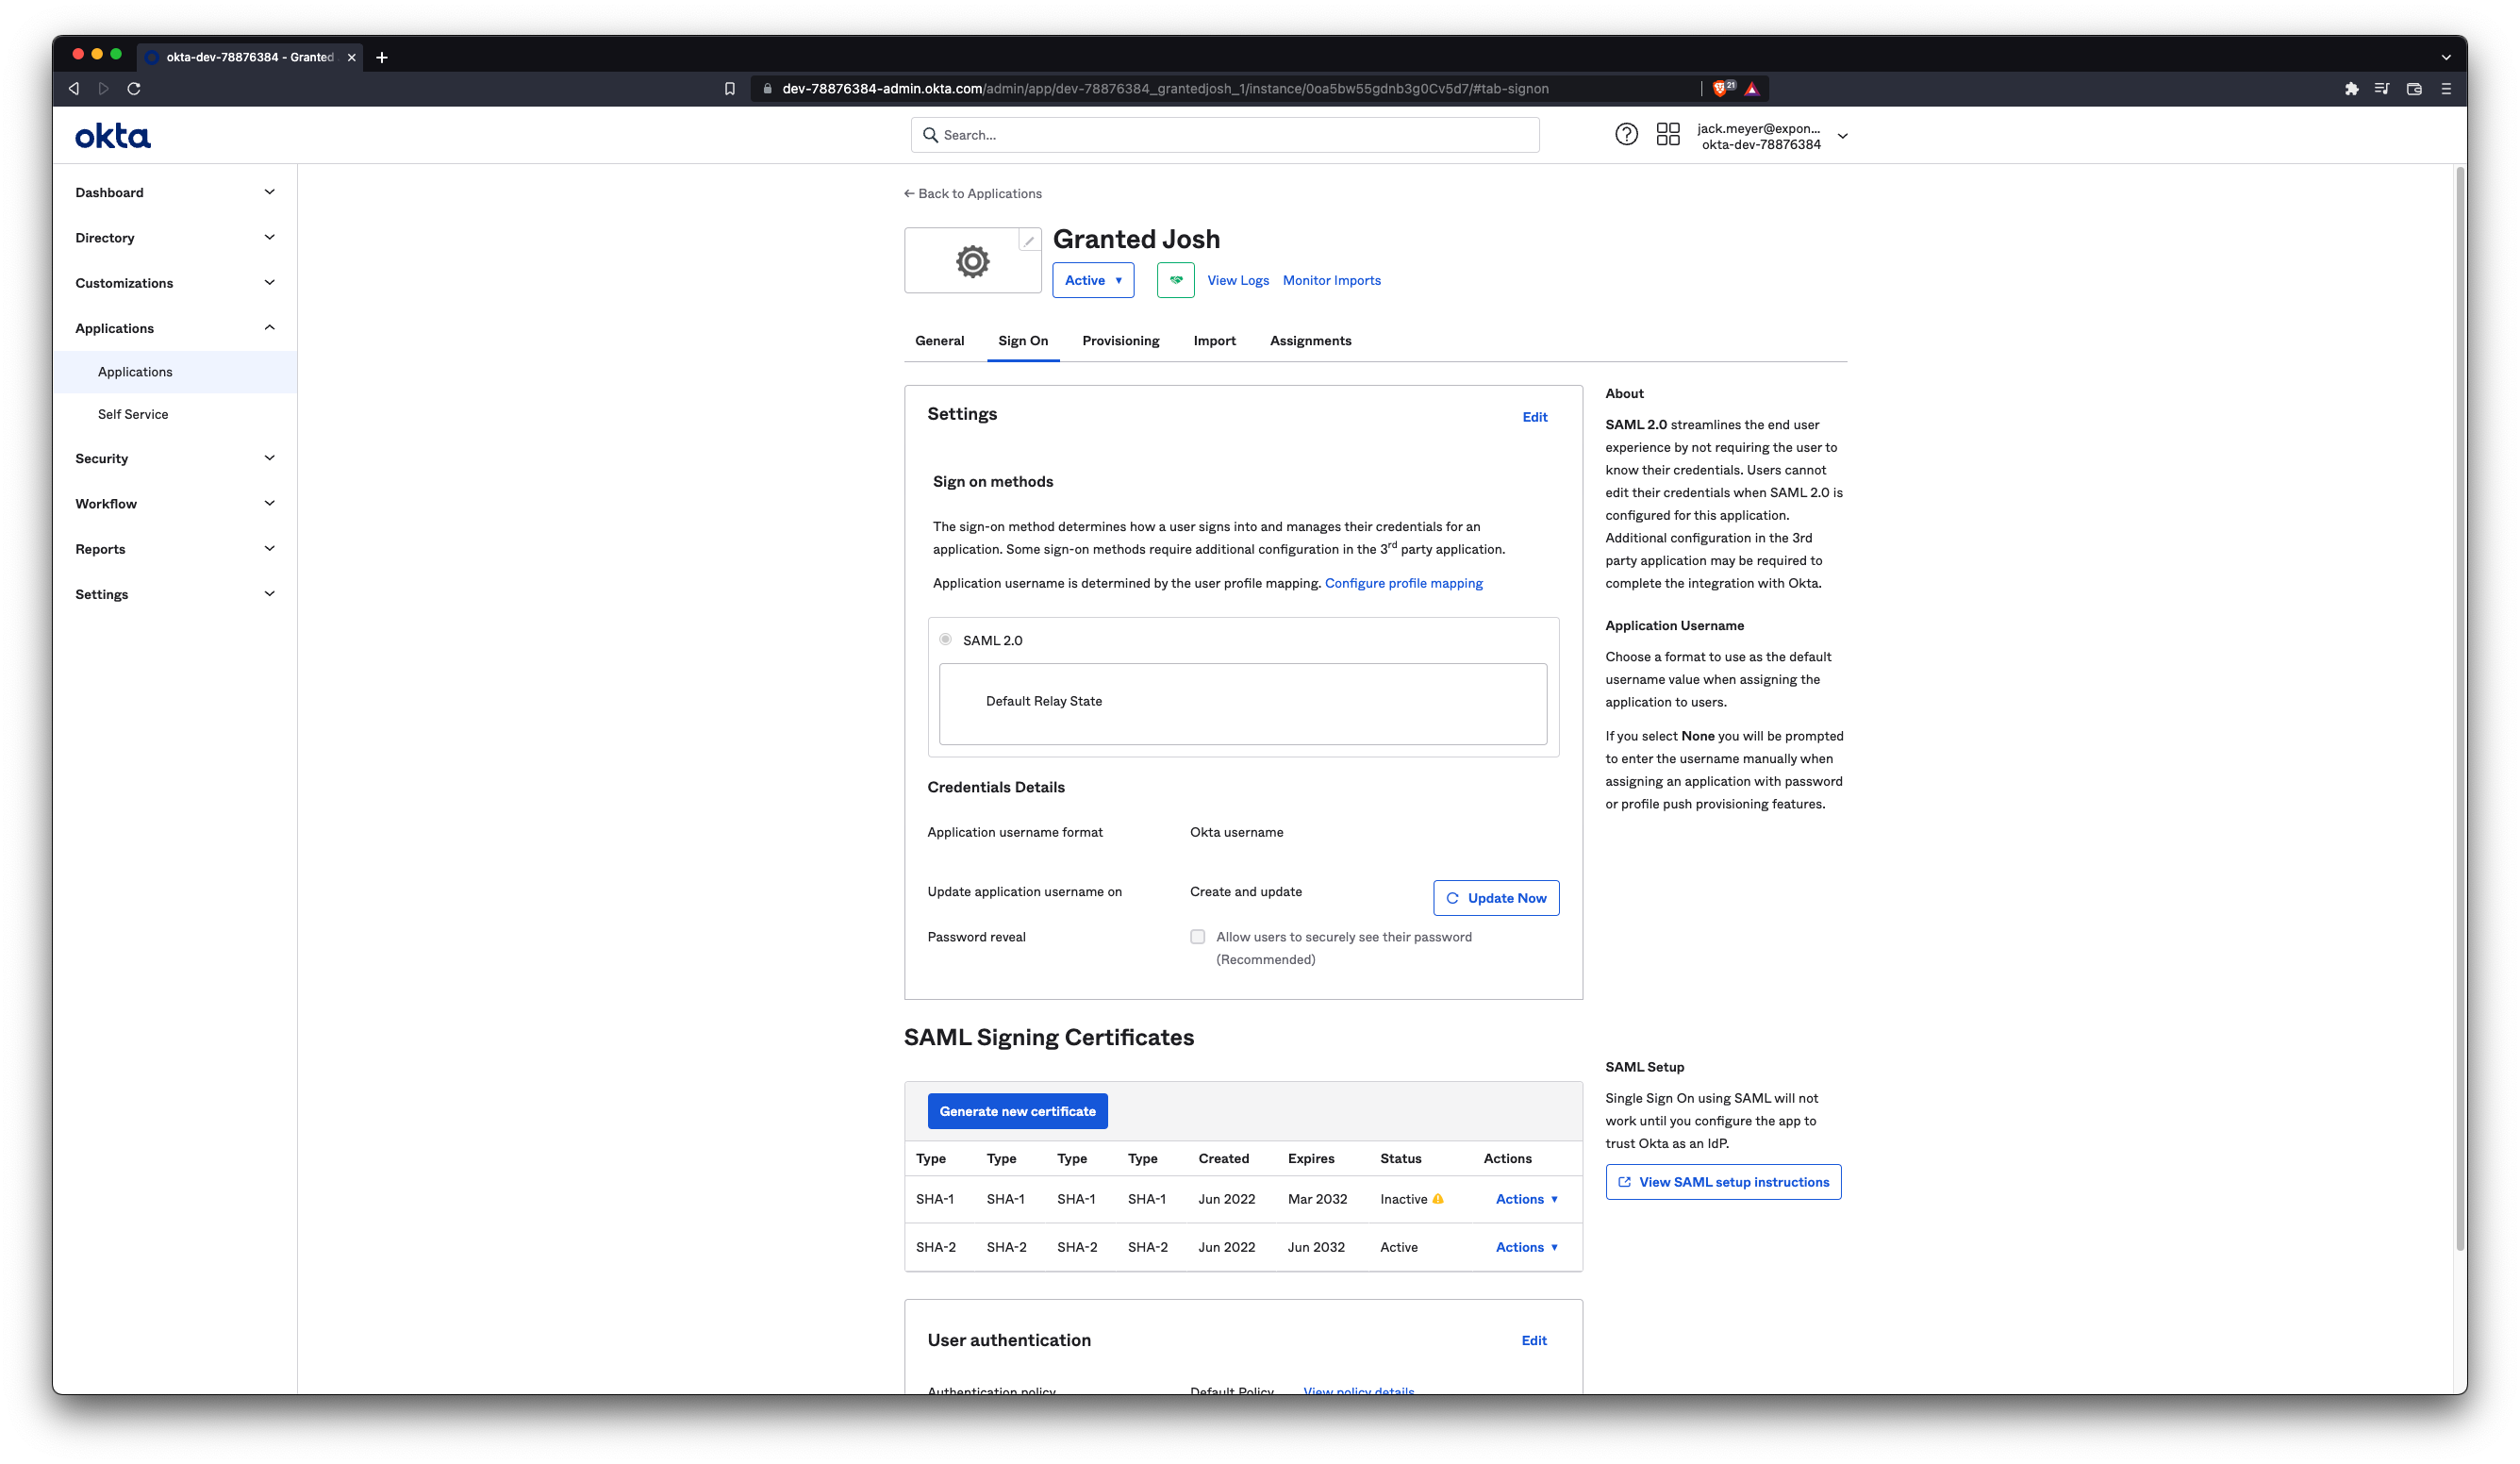 okta-dev-78876384 - Granted
dev-78876384-admin.okta.com/admin/app/dev-78876384_grantedjosh_1/instance/0oa5bw55gdnb3g0Cv5d7/#tab-signon
21
okta
Search...
jack.meyer@expon...
okta-dev-78876384
Dashboard
Directory
Customizations
Applications
Applications
Self Service
Security
Workflow
Reports
Settings
← Back to Applications
Granted Josh
Active ▼
View Logs
Monitor Imports
General
Sign On
Provisioning
Import
Assignments
Settings
Edit
Sign on methods
The sign-on method determines how a user signs into and manages their credentials for an
application. Some sign-on methods require additional configuration in the 3rd party application.
Application username is determined by the user profile mapping. Configure profile mapping
SAML 2.0
Default Relay State
Credentials Details
Application username format
Okta username
Update application username on
Create and update
Update Now
Password reveal
Allow users to securely see their password
(Recommended)
About
SAML 2.0 streamlines the end user
experience by not requiring the user to
know their credentials. Users cannot
edit their credentials when SAML 2.0 is
configured for this application.
Additional configuration in the 3rd
party application may be required to
complete the integration with Okta.
Application Username
Choose a format to use as the default
username value when assigning the
application to users.
If you select None you will be prompted
to enter the username manually when
assigning an application with password
or profile push provisioning features.
SAML Signing Certificates
Generate new certificate
Type Type Type Type Created Expires Status Actions
SHA-1 SHA-1 SHA-1 SHA-1 Jun 2022 Mar 2032 Inactive Actions ▼
SHA-2 SHA-2 SHA-2 SHA-2 Jun 2022 Jun 2032 Active Actions ▼
SAML Setup
Single Sign On using SAML will not
work until you configure the app to
trust Okta as an IdP.
View SAML setup instructions
User authentication
Edit
Authentication policy
Default Policy
View policy details